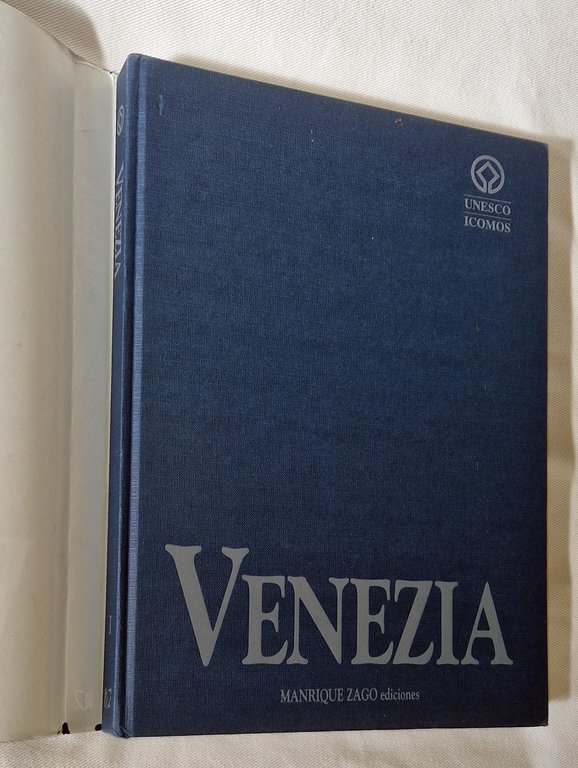 UNESCO
ICOMOS
VENEZIA
MANRIQUE ZAGO ediciones
VENEZIA
I